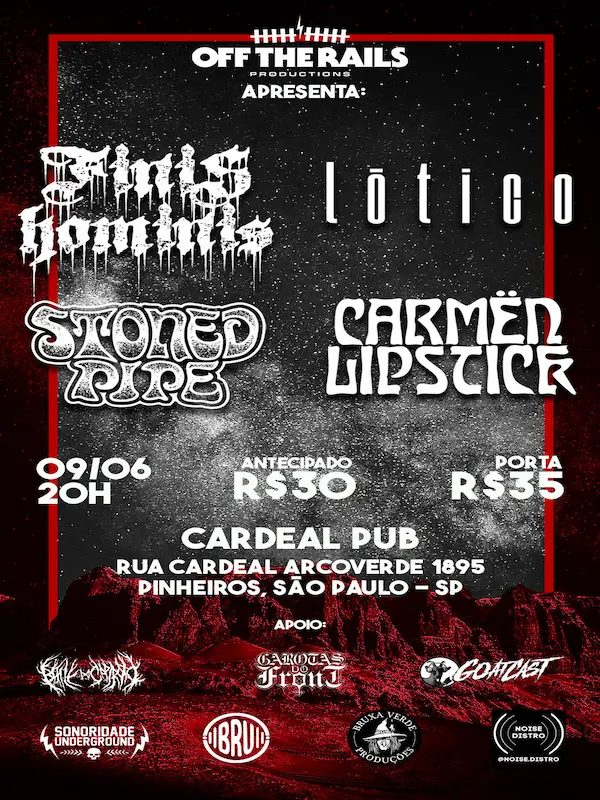 OFF THE RAILS
PRODUCTIONS
APRESENTA:
Finis
hominis
lōtico
STONED
PIPE
CARMËN
LIPSTICK
09/06
20H
ANTECIPADO
R$30
PORTA
R$35
CARDEAL PUB
RUA CARDEAL ARCOVERDE 1895
PINHEIROS, SÃO PAULO – SP
APOIO:
GAROTAS
DO
FRONT
GOATCAST
SONORIDADE
UNDERGROUND
BRU
BRUXA VERDE
PRODUÇÕES
NOISE
DISTRO
@NOISE.DISTRO